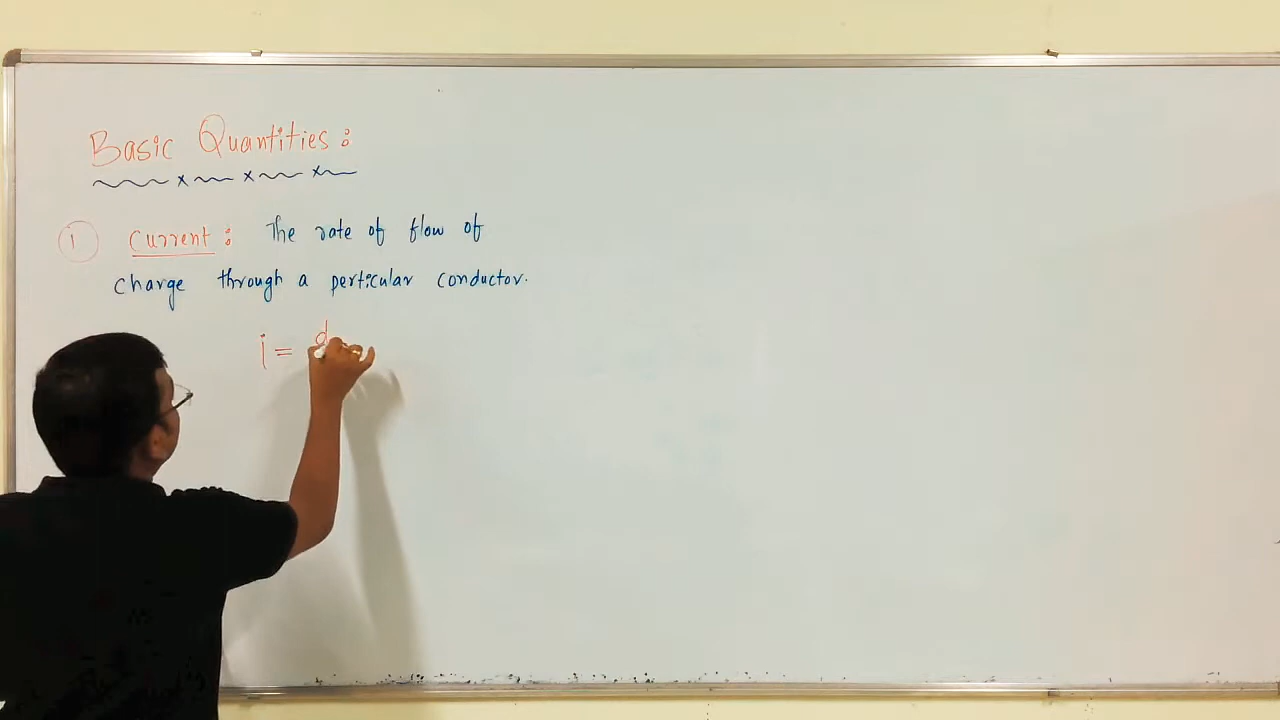 Basic Quantities:
1 Current: The rate of flow of
charge through a perticular conductor.
i = d